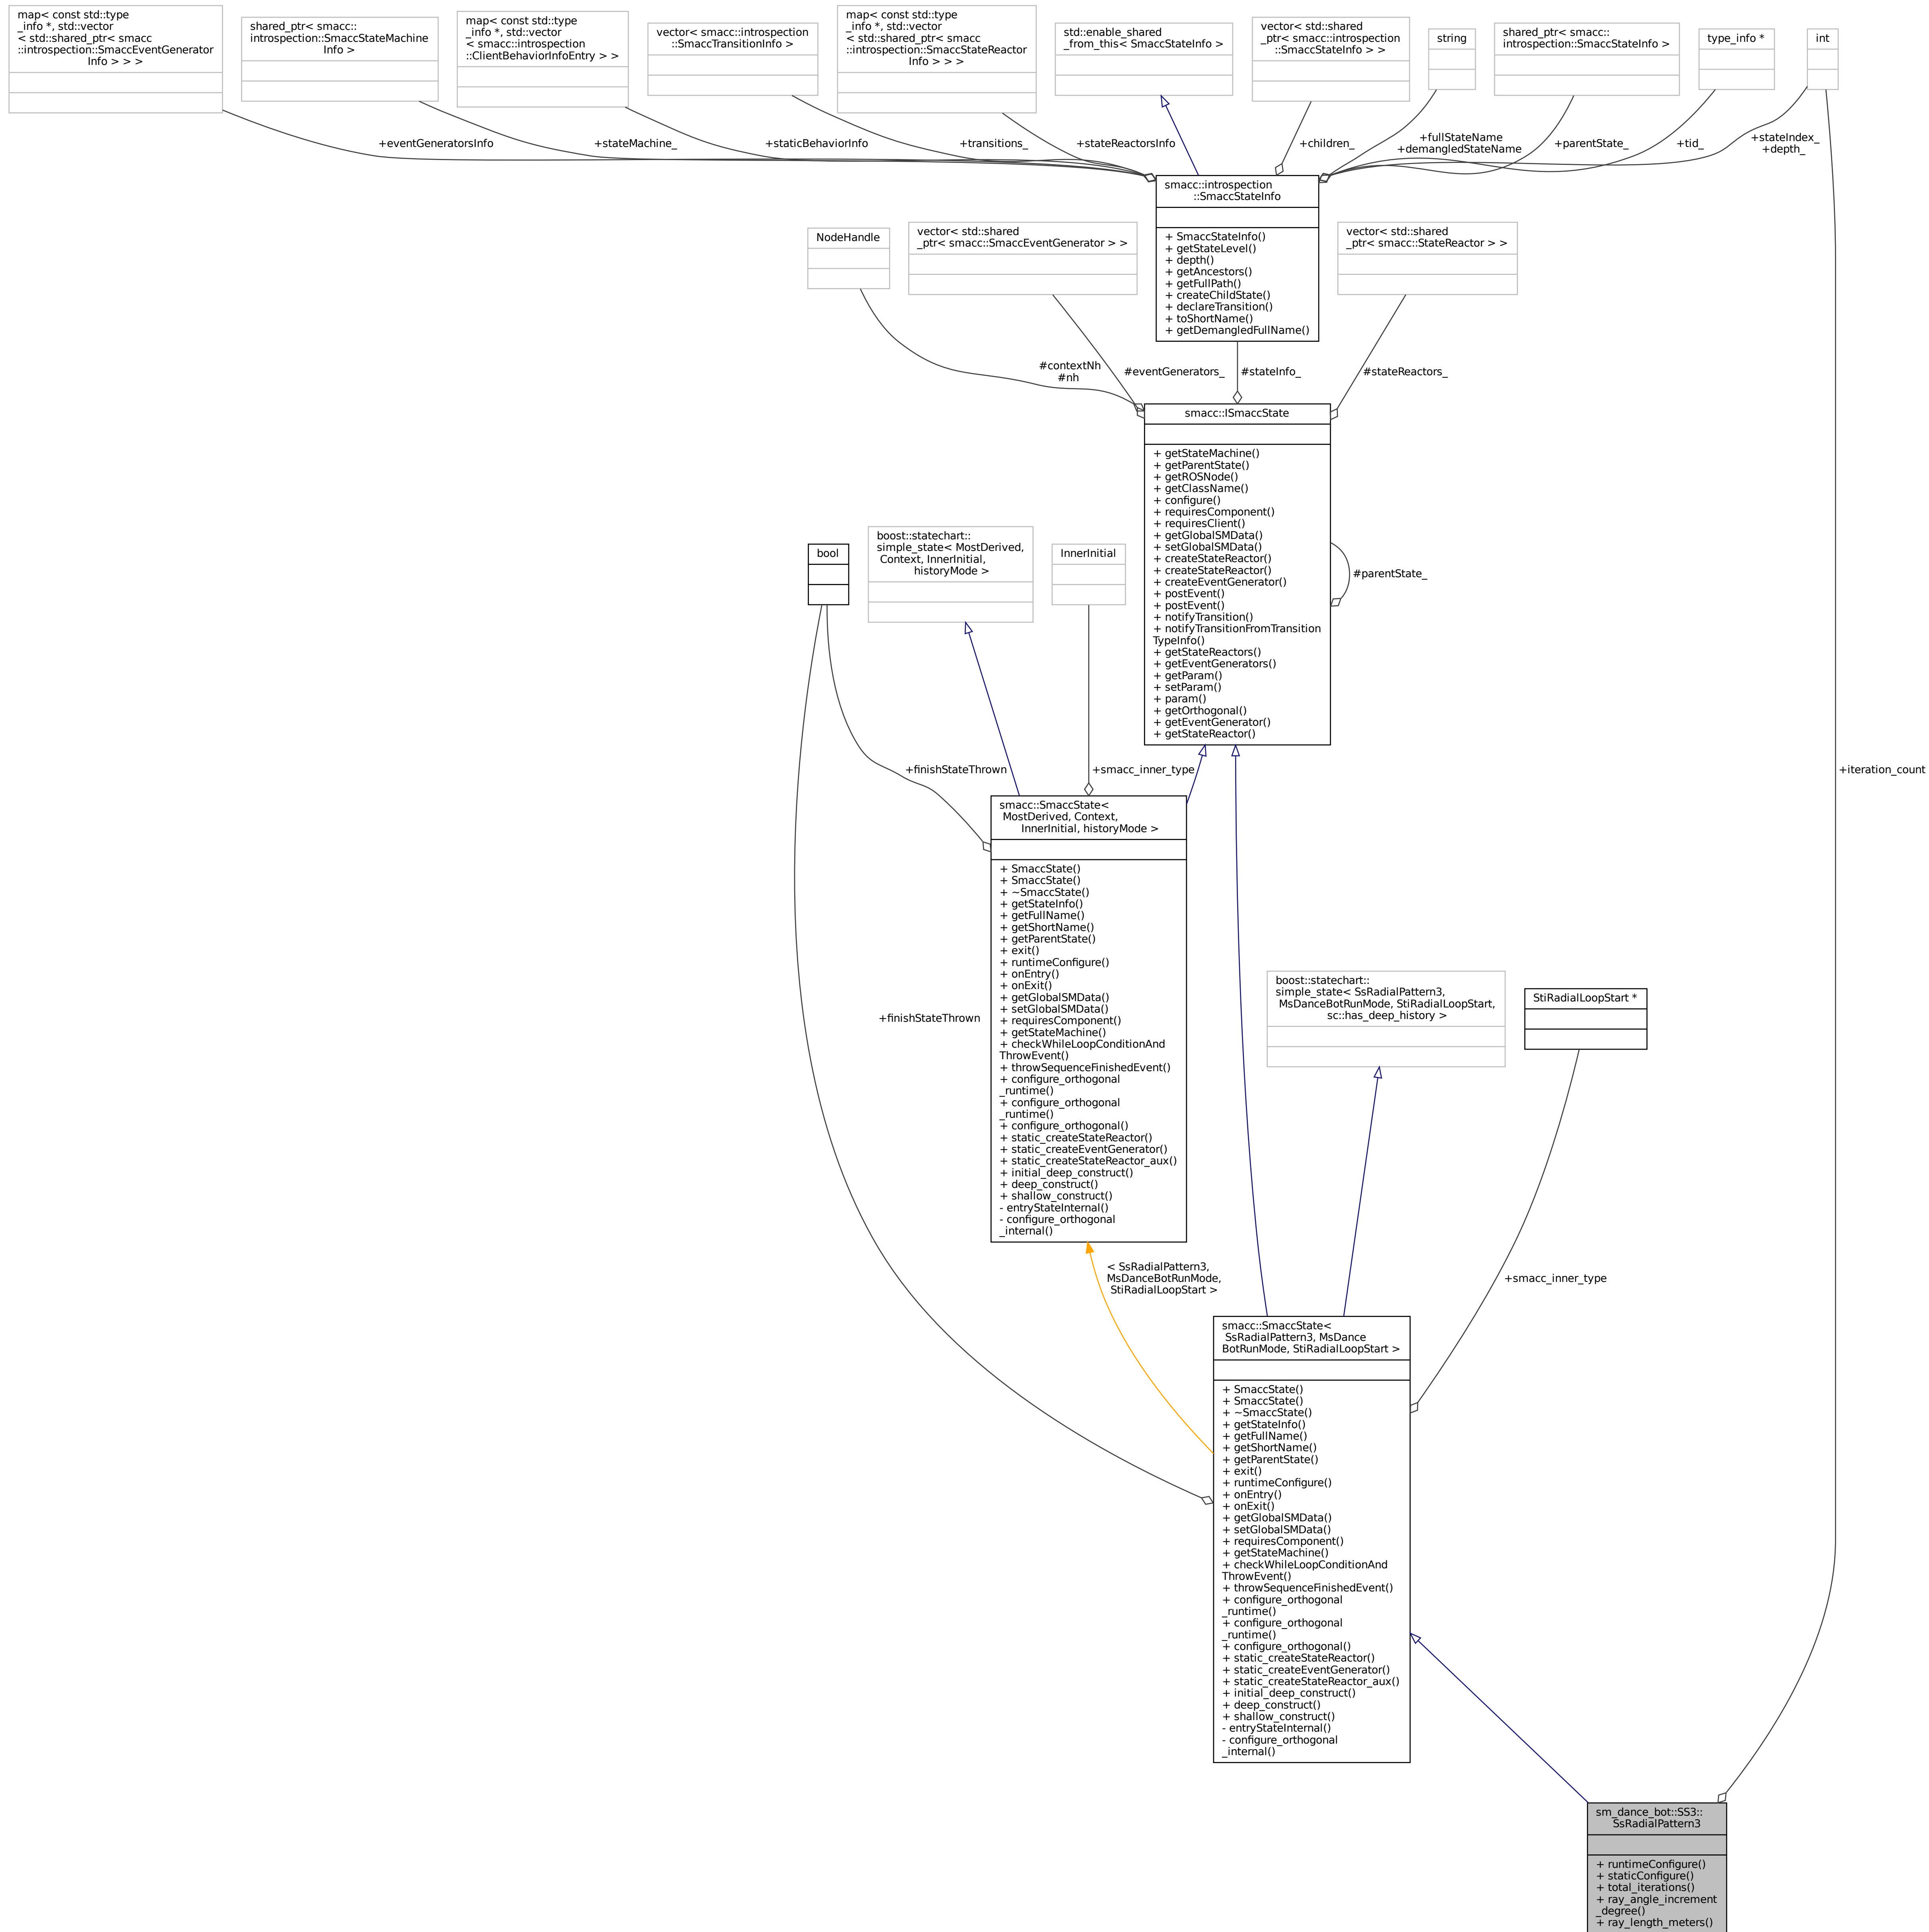 map< const std::type
_info *, std::vector
< std::shared_ptr< smacc
::introspection::SmaccEventGenerator
Info > > >
shared_ptr< smacc::
introspection::SmaccStateMachine
Info >
map< const std::type
_info *, std::vector
< smacc::introspection
::ClientBehaviorInfoEntry > >
vector< smacc::introspection
::SmaccTransitionInfo >
map< const std::type
_info *, std::vector
< std::shared_ptr< smacc
::introspection::SmaccStateReactor
Info > > >
std::enable_shared
_from_this< SmaccStateInfo >
vector< std::shared
_ptr< smacc::introspection
::SmaccStateInfo > >
string
shared_ptr< smacc::
introspection::SmaccStateInfo >
type_info *
int
+eventGeneratorsInfo
+stateMachine_
+staticBehaviorInfo
+transitions_
+stateReactorsInfo
+children_
+fullStateName
+demangledStateName
+parentState_
+tid_
+stateIndex_
+depth_
smacc::introspection
::SmaccStateInfo
+ SmaccStateInfo()
+ getStateLevel()
+ depth()
+ getAncestors()
+ getFullPath()
+ createChildState()
+ declareTransition()
+ toShortName()
+ getDemangledFullName()
NodeHandle
vector< std::shared
_ptr< smacc::SmaccEventGenerator > >
vector< std::shared
_ptr< smacc::StateReactor > >
#contextNh
#nh
#eventGenerators_
#stateInfo_
#stateReactors_
smacc::ISmaccState
+ getStateMachine()
+ getParentState()
+ getROSNode()
+ getClassName()
+ configure()
+ requiresComponent()
+ requiresClient()
+ getGlobalSMData()
+ setGlobalSMData()
+ createStateReactor()
+ createStateReactor()
+ createEventGenerator()
+ postEvent()
+ postEvent()
+ notifyTransition()
+ notifyTransitionFromTransition
TypeInfo()
+ getStateReactors()
+ getEventGenerators()
+ getParam()
+ setParam()
+ param()
+ getOrthogonal()
+ getEventGenerator()
+ getStateReactor()
#parentState_
bool
boost::statechart::
simple_state< MostDerived,
Context, InnerInitial,
historyMode >
InnerInitial
+finishStateThrown
+smacc_inner_type
+iteration_count
smacc::SmaccState<
MostDerived, Context,
InnerInitial, historyMode >
+ SmaccState()
+ SmaccState()
+ ~SmaccState()
+ getStateInfo()
+ getFullName()
+ getShortName()
+ getParentState()
+ exit()
+ runtimeConfigure()
+ onEntry()
+ onExit()
+ getGlobalSMData()
+ setGlobalSMData()
+ requiresComponent()
+ getStateMachine()
+ checkWhileLoopConditionAnd
ThrowEvent()
+ throwSequenceFinishedEvent()
+ configure_orthogonal
_runtime()
+ configure_orthogonal
_runtime()
+ configure_orthogonal()
+ static_createStateReactor()
+ static_createEventGenerator()
+ static_createStateReactor_aux()
+ initial_deep_construct()
+ deep_construct()
+ shallow_construct()
- entryStateInternal()
- configure_orthogonal
_internal()
+finishStateThrown
boost::statechart::
simple_state< SsRadialPattern3,
MsDanceBotRunMode, StiRadialLoopStart,
sc::has_deep_history >
StiRadialLoopStart *
< SsRadialPattern3,
MsDanceBotRunMode,
StiRadialLoopStart >
+smacc_inner_type
smacc::SmaccState<
SsRadialPattern3, MsDance
BotRunMode, StiRadialLoopStart >
+ SmaccState()
+ SmaccState()
+ ~SmaccState()
+ getStateInfo()
+ getFullName()
+ getShortName()
+ getParentState()
+ exit()
+ runtimeConfigure()
+ onEntry()
+ onExit()
+ getGlobalSMData()
+ setGlobalSMData()
+ requiresComponent()
+ getStateMachine()
+ checkWhileLoopConditionAnd
ThrowEvent()
+ throwSequenceFinishedEvent()
+ configure_orthogonal
_runtime()
+ configure_orthogonal
_runtime()
+ configure_orthogonal()
+ static_createStateReactor()
+ static_createEventGenerator()
+ static_createStateReactor_aux()
+ initial_deep_construct()
+ deep_construct()
+ shallow_construct()
- entryStateInternal()
- configure_orthogonal
_internal()
sm_dance_bot::SS3::
SsRadialPattern3
+ runtimeConfigure()
+ staticConfigure()
+ total_iterations()
+ ray_angle_increment
_degree()
+ ray_length_meters()